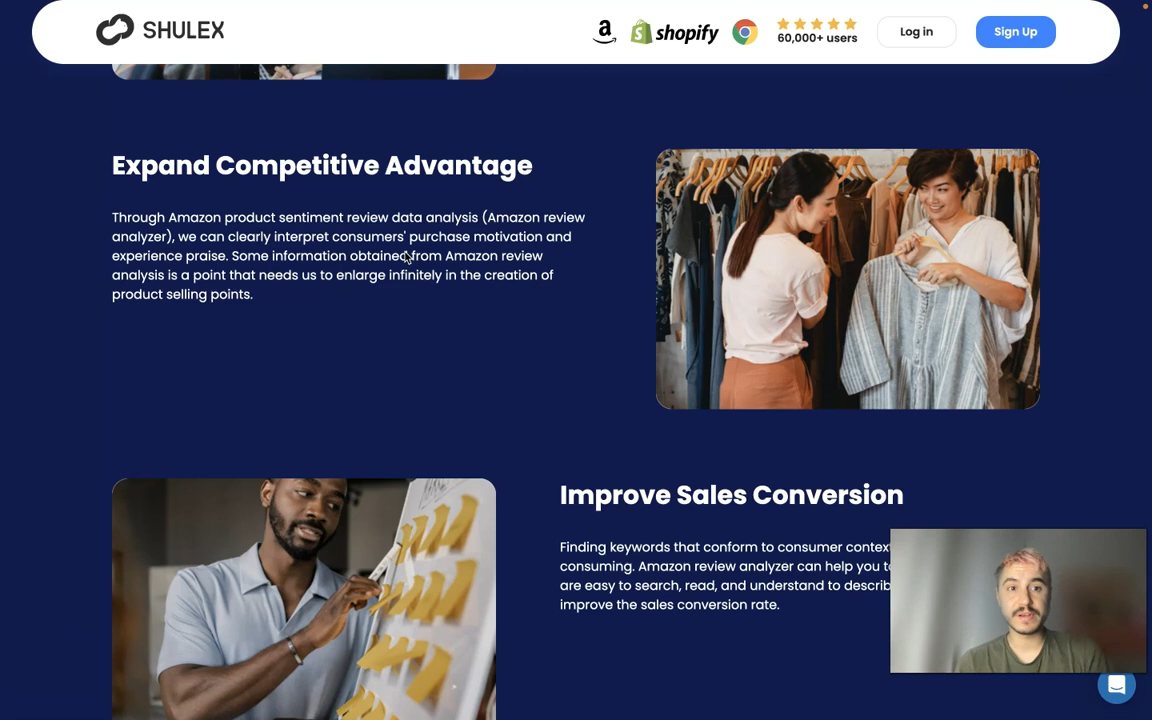 SHULEX
a
shopify
60,000+ users
Log in
Sign Up
Expand Competitive Advantage
Through Amazon product sentiment review data analysis (Amazon review
analyzer), we can clearly interpret consumers' purchase motivation and
experience praise. Some information obtained from Amazon review
analysis is a point that needs us to enlarge infinitely in the creation of
product selling points.
Improve Sales Conversion
Finding keywords that conform to consumer
consuming. Amazon review analyzer can help you
are easy to search, read, and understand to
improve the sales conversion rate.